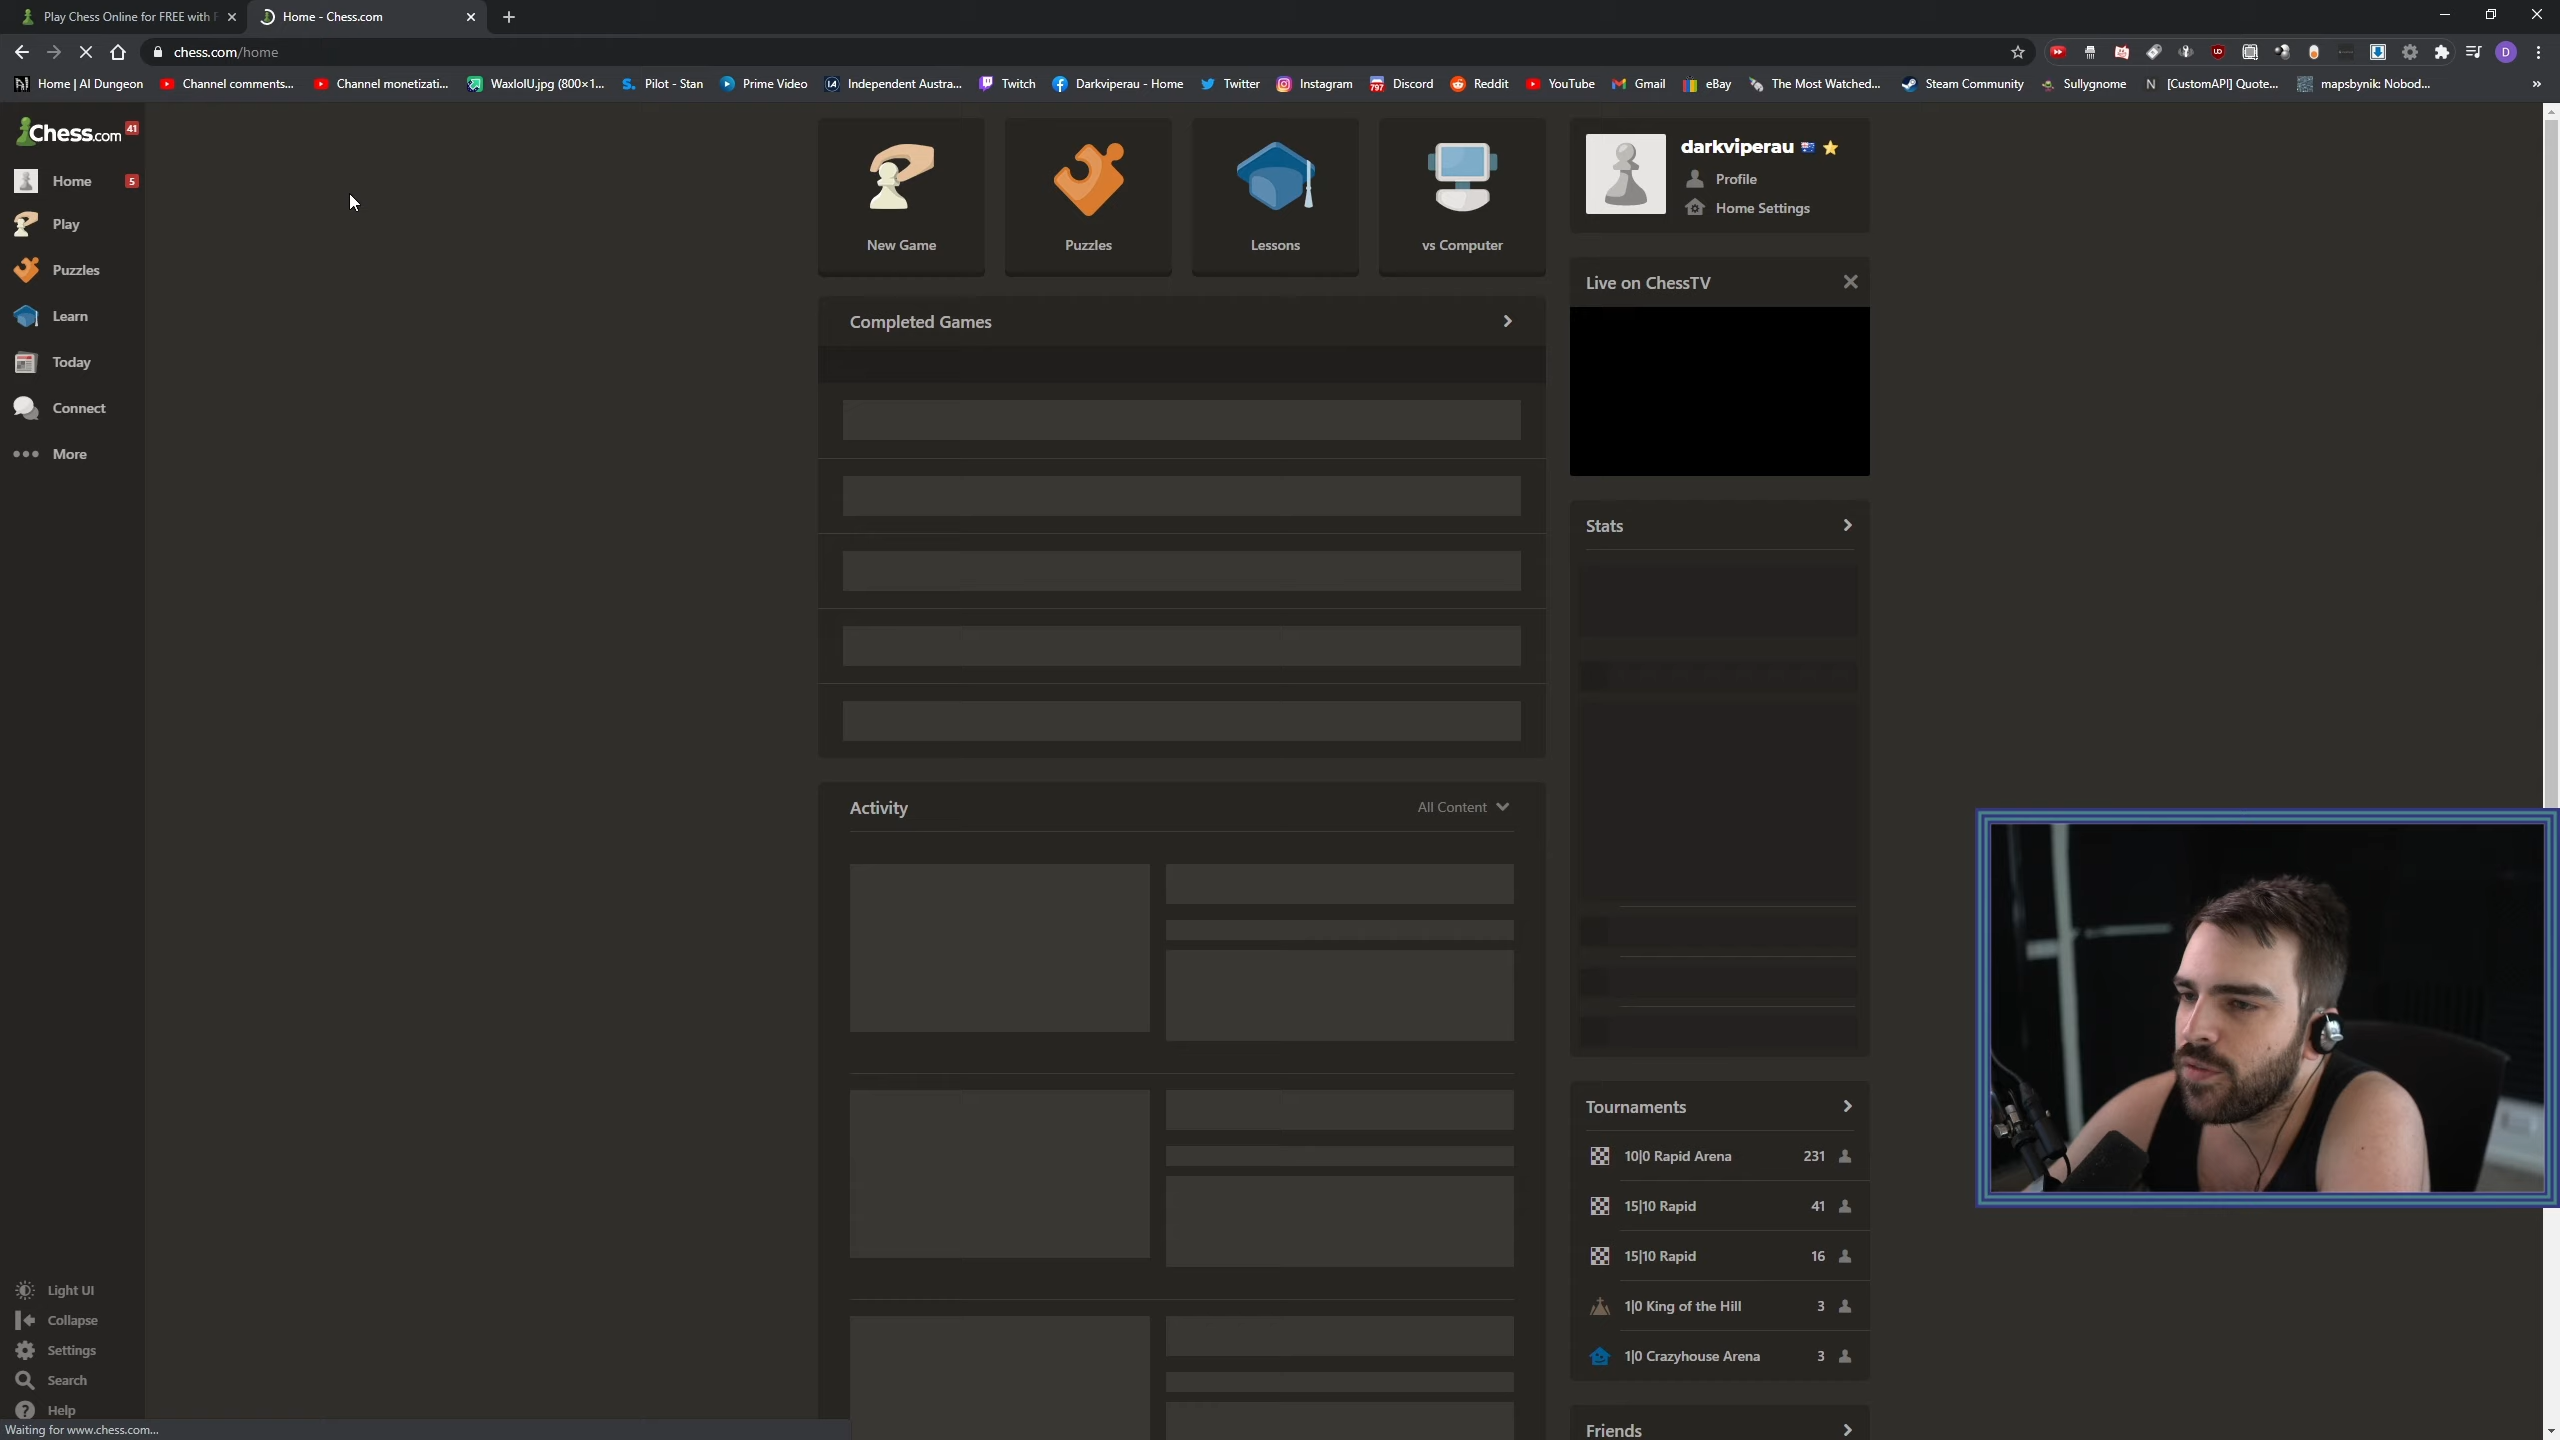 Play Chess Online for FREE with F
Home - Chess.com
chess.com/home
Home | AI Dungeon
Channel comments...
Channel monetizati...
WaxloIU.jpg (800×1...
Pilot - Stan
Prime Video
Independent Austra...
Twitch
Darkviperau - Home
Twitter
Instagram
Discord
Reddit
YouTube
Gmail
eBay
The Most Watched...
Steam Community
Sullygnome
[CustomAPI] Quote...
mapsbynik: Nobod...
Chess.com 41
Home 5
Play
Puzzles
Learn
Today
Connect
More
Light UI
Collapse
Settings
Search
Help
Waiting for www.chess.com...
New Game
Puzzles
Lessons
vs Computer
Completed Games
Activity
All Content
darkviperau
Profile
Home Settings
Live on ChessTV
Stats
Tournaments
10|0 Rapid Arena 231
15|10 Rapid 41
15|10 Rapid 16
1|0 King of the Hill 3
1|0 Crazyhouse Arena 3
Friends